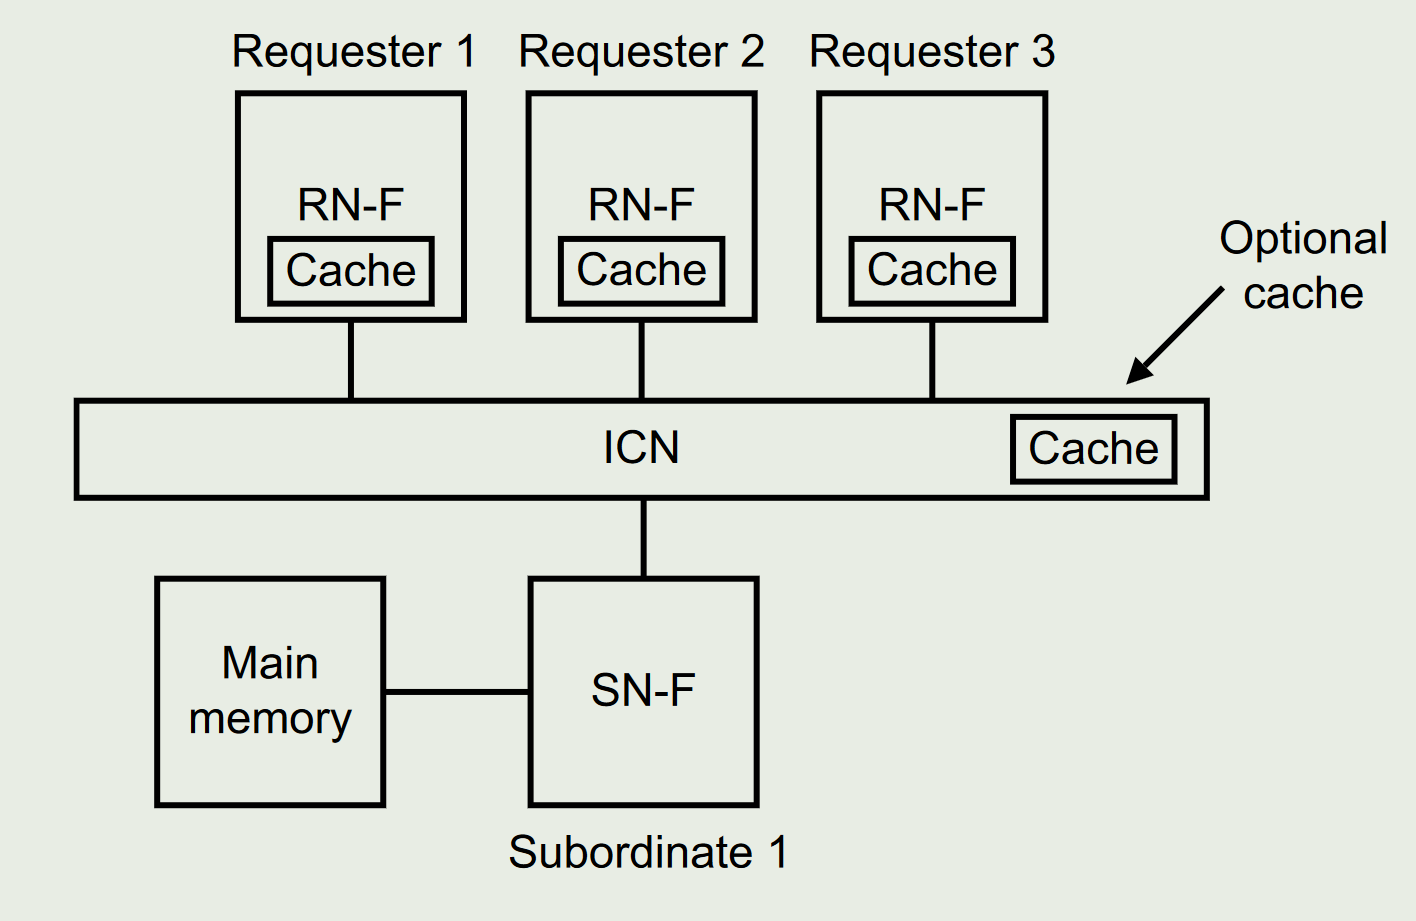 Requester 1
Requester 2
Requester 3
RN-F
Cache
RN-F
Cache
RN-F
Cache
Optional
cache
ICN
Cache
Main
memory
SN-F
Subordinate 1